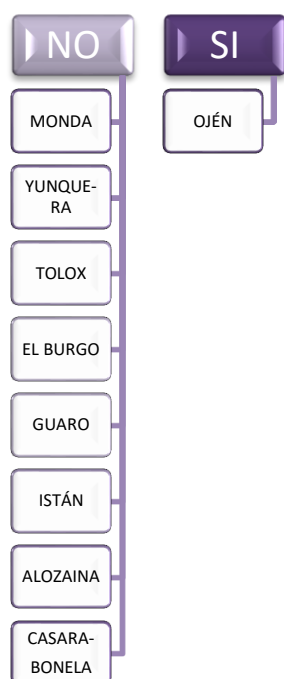 NO
SI
MONDA
OJÉN
YUNQUE-
RA
TOLOX
EL BURGO
GUARO
ISTÁN
ALOZAINA
CASARA-
BONELA